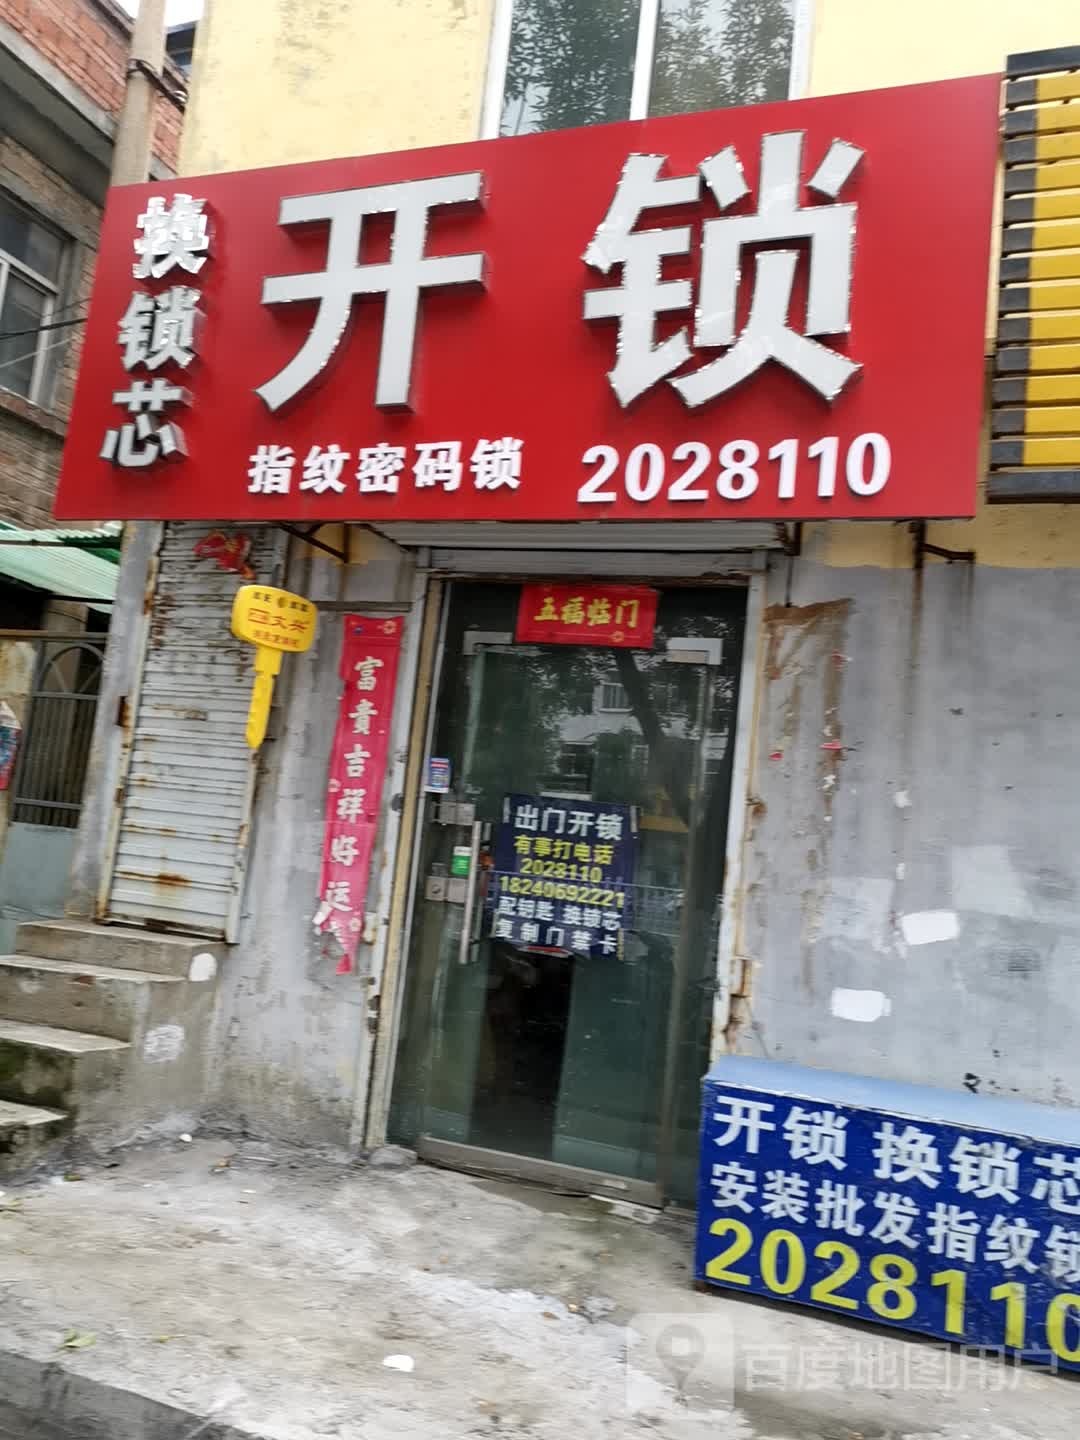 换锁芯
开锁
指纹密码锁 2028110
五福临门
富貴吉祥好运
出门开锁
有事打电话
2028110
18240692221
配钥匙 换锁芯
复制门禁卡
开锁 换锁芯
安装批发指纹锁
2028110
百度地图用户